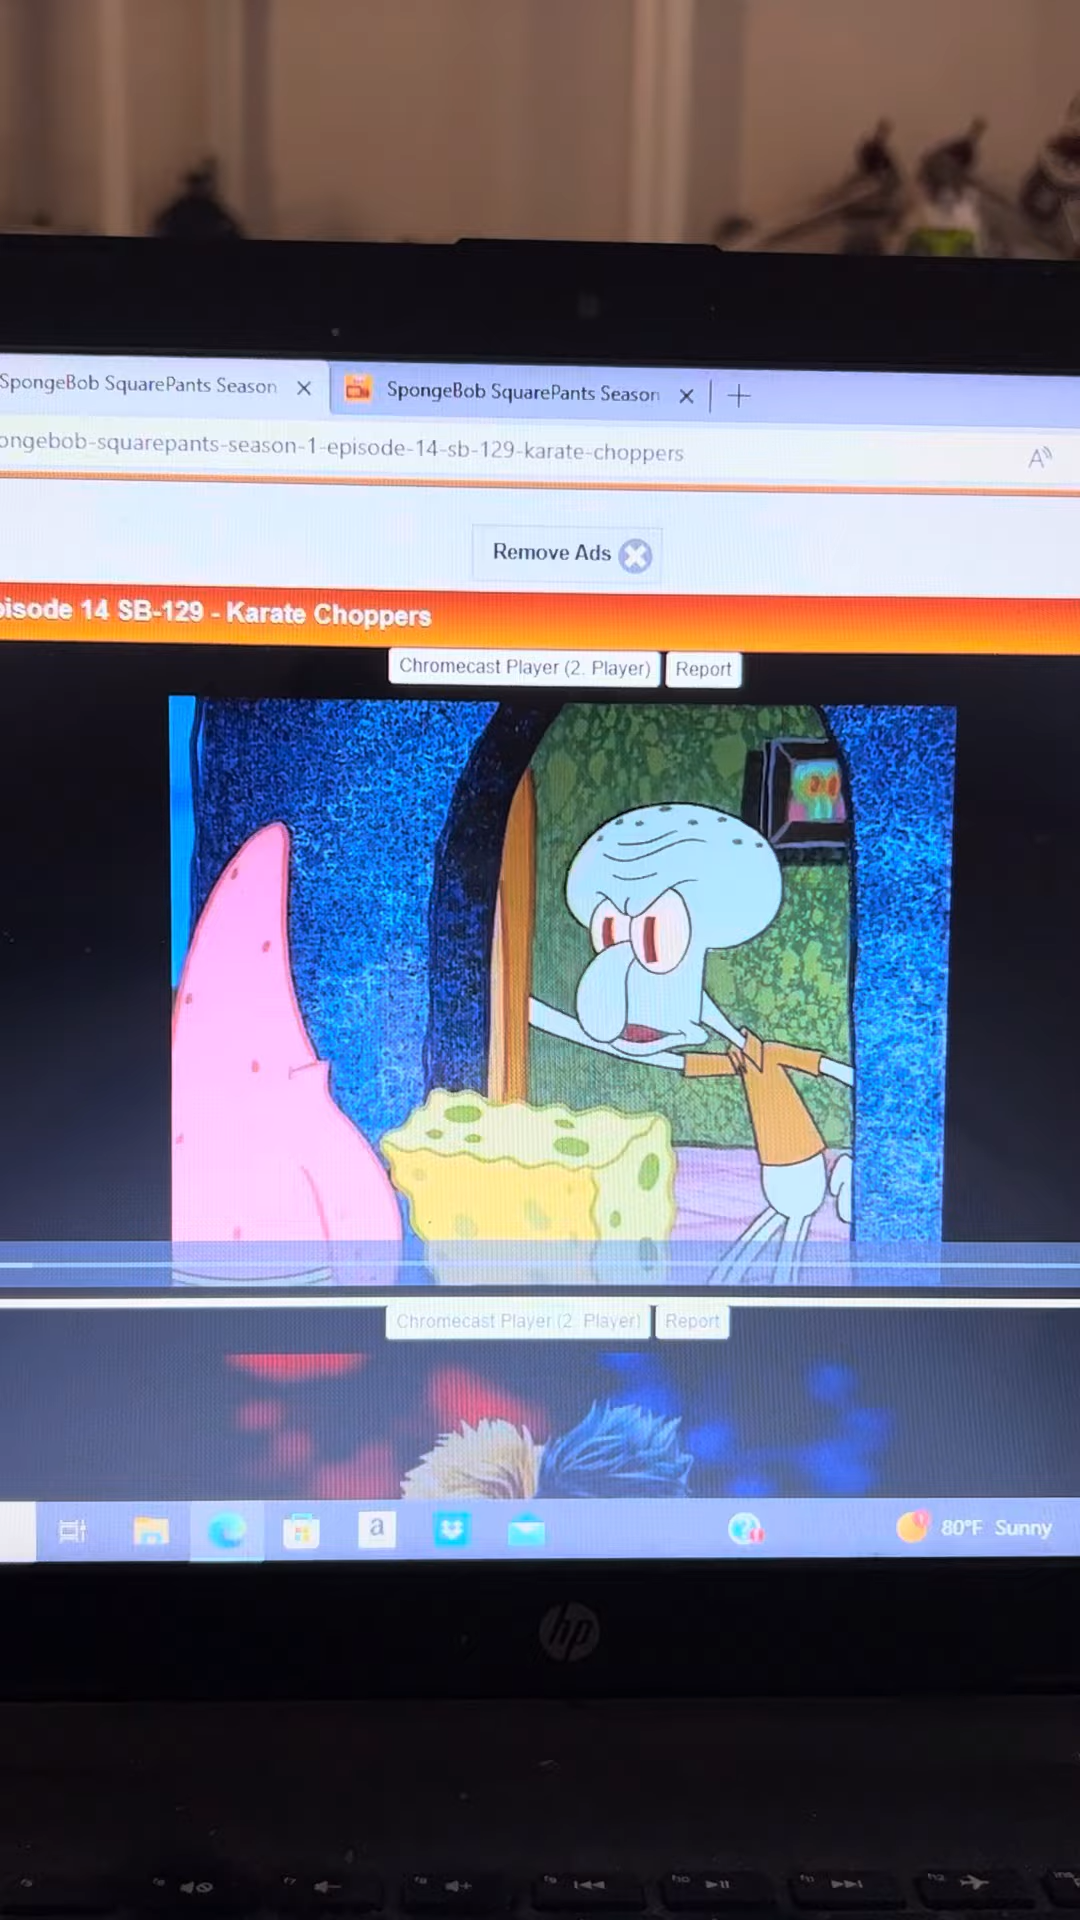 SpongeBob SquarePants Season
SpongeBob SquarePants Season
ongebob-squarepants-season-1-episode-14-sb-129-karate-choppers
Remove Ads
isode 14 SB-129 - Karate Choppers
Chromecast Player (2. Player) Report
Chromecast Player (2. Player) Report
a
80°F Sunny
hp